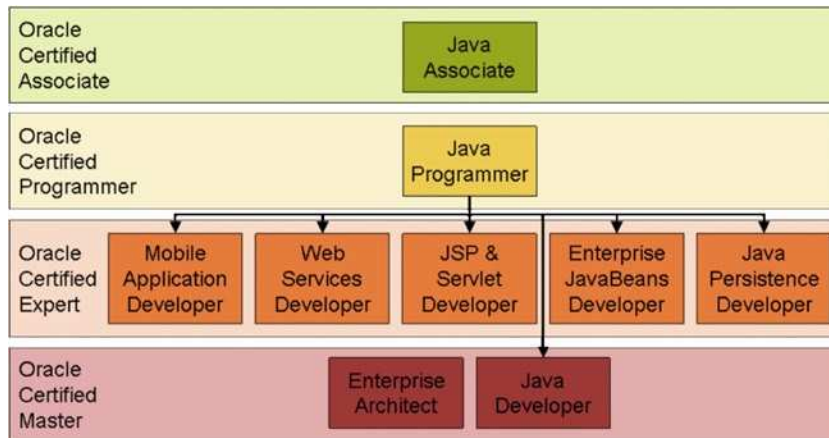 Oracle
Certified
Associate
Java
Associate
Oracle
Certified
Programmer
Java
Programmer
Oracle
Certified
Expert
Mobile
Application
Developer
Web
Services
Developer
JSP &
Servlet
Developer
Enterprise
JavaBeans
Developer
Java
Persistence
Developer
Oracle
Certified
Master
Enterprise
Architect
Java
Developer